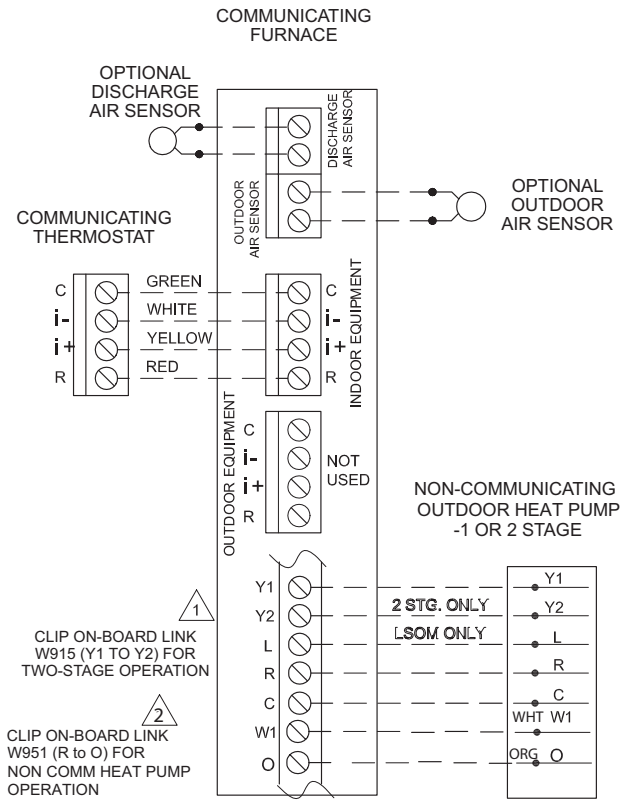 COMMUNICATING
FURNACE
OPTIONAL
DISCHARGE
AIR SENSOR
DISCHARGE
AIR SENSOR
OUTDOOR
AIR SENSOR
OPTIONAL
OUTDOOR
AIR SENSOR
COMMUNICATING
THERMOSTAT
C
i-
i+
R
GREEN
WHITE
YELLOW
RED
C
i-
i+
R
INDOOR EQUIPMENT
OUTDOOR EQUIPMENT
C
i-
i+
R
NOT
USED
NON-COMMUNICATING
OUTDOOR HEAT PUMP
-1 OR 2 STAGE
1
CLIP ON-BOARD LINK
W915 (Y1 TO Y2) FOR
TWO-STAGE OPERATION
2
CLIP ON-BOARD LINK
W951 (R to O) FOR
NON COMM HEAT PUMP
OPERATION
Y1
Y2
L
R
C
W1
O
2 STG. ONLY
LSOM ONLY
Y1
Y2
L
R
C
WHT W1
ORG O